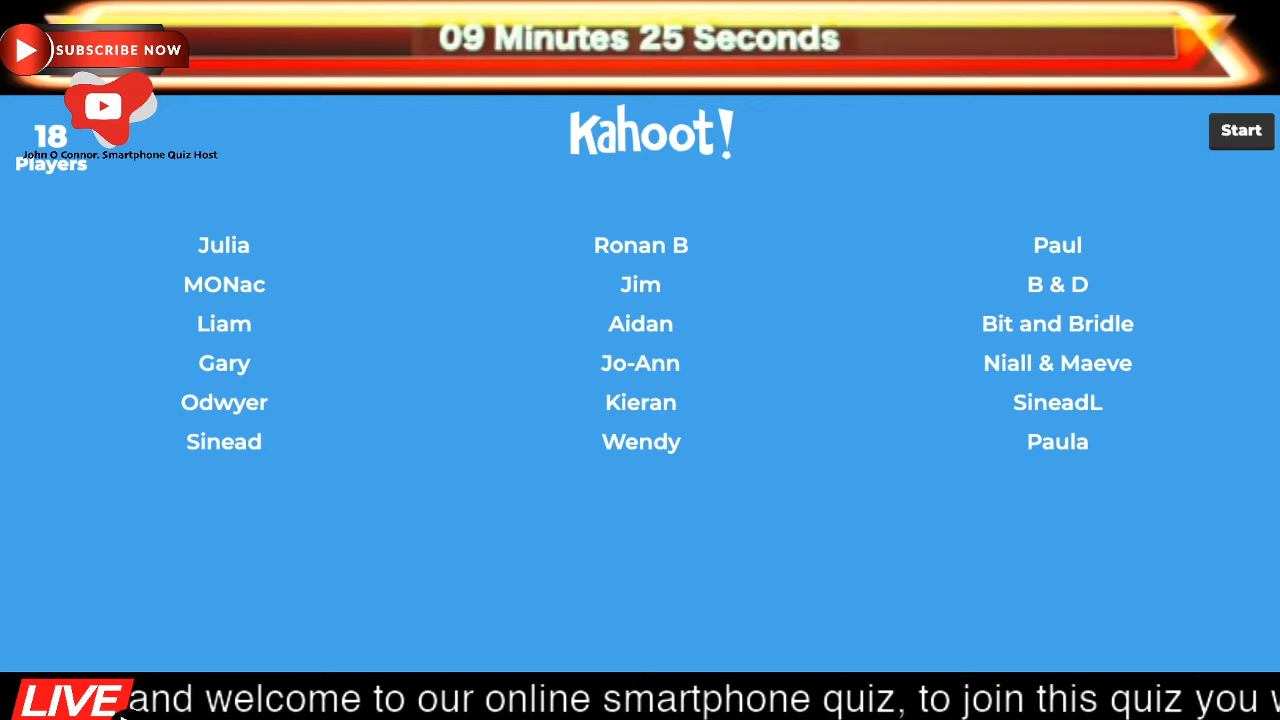 09 Minutes 25 Seconds
SUBSCRIBE NOW
Kahoot!
18
Start
John O Connor. Smartphone Quiz Host
Players
Julia
Ronan B
Paul
MONac
Jim
B & D
Liam
Aidan
Bit and Bridle
Gary
Jo-Ann
Niall & Maeve
Odwyer
Kieran
SineadL
Sinead
Wendy
Paula
LIVE
and welcome to our online smartphone quiz, to join this quiz you